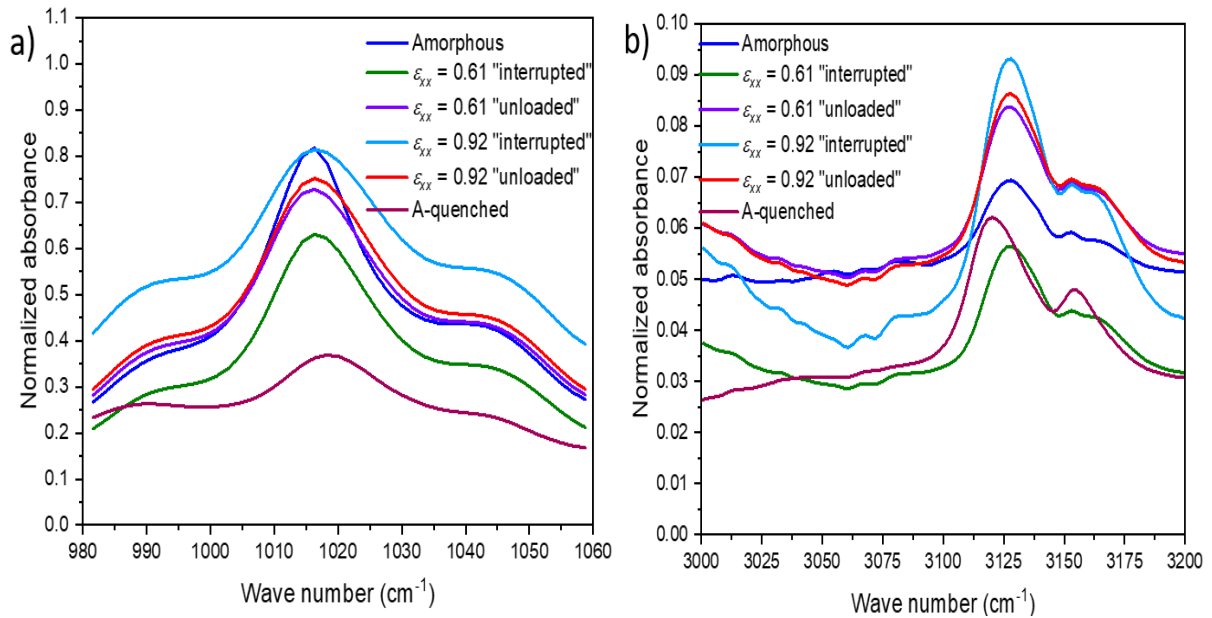 a)
Normalized absorbance
1.1
1.0
0.9
0.8
0.7
0.6
0.5
0.4
0.3
0.2
0.1
0.0
Amorphous
εxx = 0.61 "interrupted"
εxx = 0.61 "unloaded"
εxx = 0.92 "interrupted"
εxx = 0.92 "unloaded"
A-quenched
980 990 1000 1010 1020 1030 1040 1050 1060
Wave number (cm-1)
b)
Normalized absorbance
0.10
0.09
0.08
0.07
0.06
0.05
0.04
0.03
0.02
0.01
0.00
Amorphous
εxx = 0.61 "interrupted"
εxx = 0.61 "unloaded"
εxx = 0.92 "interrupted"
εxx = 0.92 "unloaded"
A-quenched
3000 3025 3050 3075 3100 3125 3150 3175 3200
Wave number (cm-1)